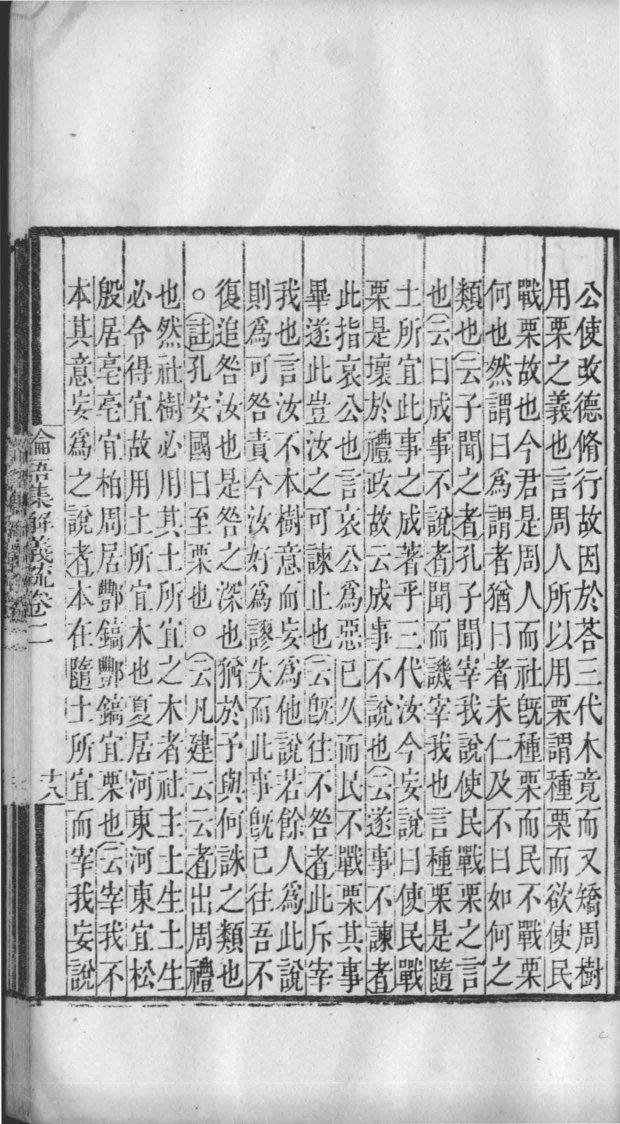 公使改德脩行故因於荅三代木竟而又矯周樹
用栗之義也言周人所以用栗謂種栗而欲使民
戰栗故也今君是周人而社既種栗而民不戰栗
何也然謂曰爲謂者猶曰者未仁及不曰如何之
類也云子聞之者孔子聞宰我說使民戰栗之言
也云曰成事不說者聞而譏宰我也言種栗是隨
士所宜此事之成著乎三代汝今妄說曰使民戰
栗是壞於禮政故云成事不說也云遂事不諫者
此指哀公也言哀公爲惡已久而民不戰栗其事
畢遂此豈汝之可諫止也云既往不咎者此斥宰
我也言汝不本樹意而妄爲他說若餘人爲此說
則爲可咎責今汝好爲謬失而此事既已往吾不
復追咎汝也是咎之深也猶於予與何誅之類也
。註孔安國曰至栗也。云凡建云云者出周禮
也然社樹必用其土所宜之木者社主土生土生
必令得宜故用土所宜木也夏居河東河東宜松
殷居亳亳宜柏周居酆鎬酆鎬宜栗也云宰我不
本其意妄爲之說者本在隨土所宜而宰我妄說
論語集解義疏卷二
十八